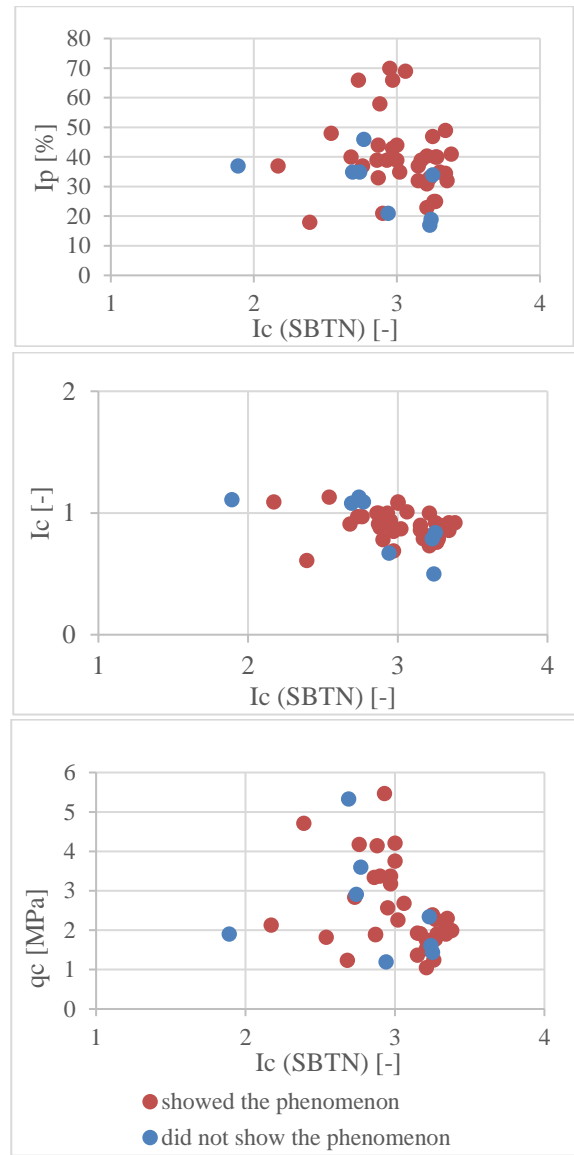 80
70
60
50
40
30
20
10
0
Ip [%]
1 2 3 4
Ic (SBTN) [-]
2
1
0
Ic [-]
1 2 3 4
Ic (SBTN) [-]
6
5
4
3
2
1
0
qc [MPa]
1 2 3 4
Ic (SBTN) [-]
showed the phenomenon
did not show the phenomenon